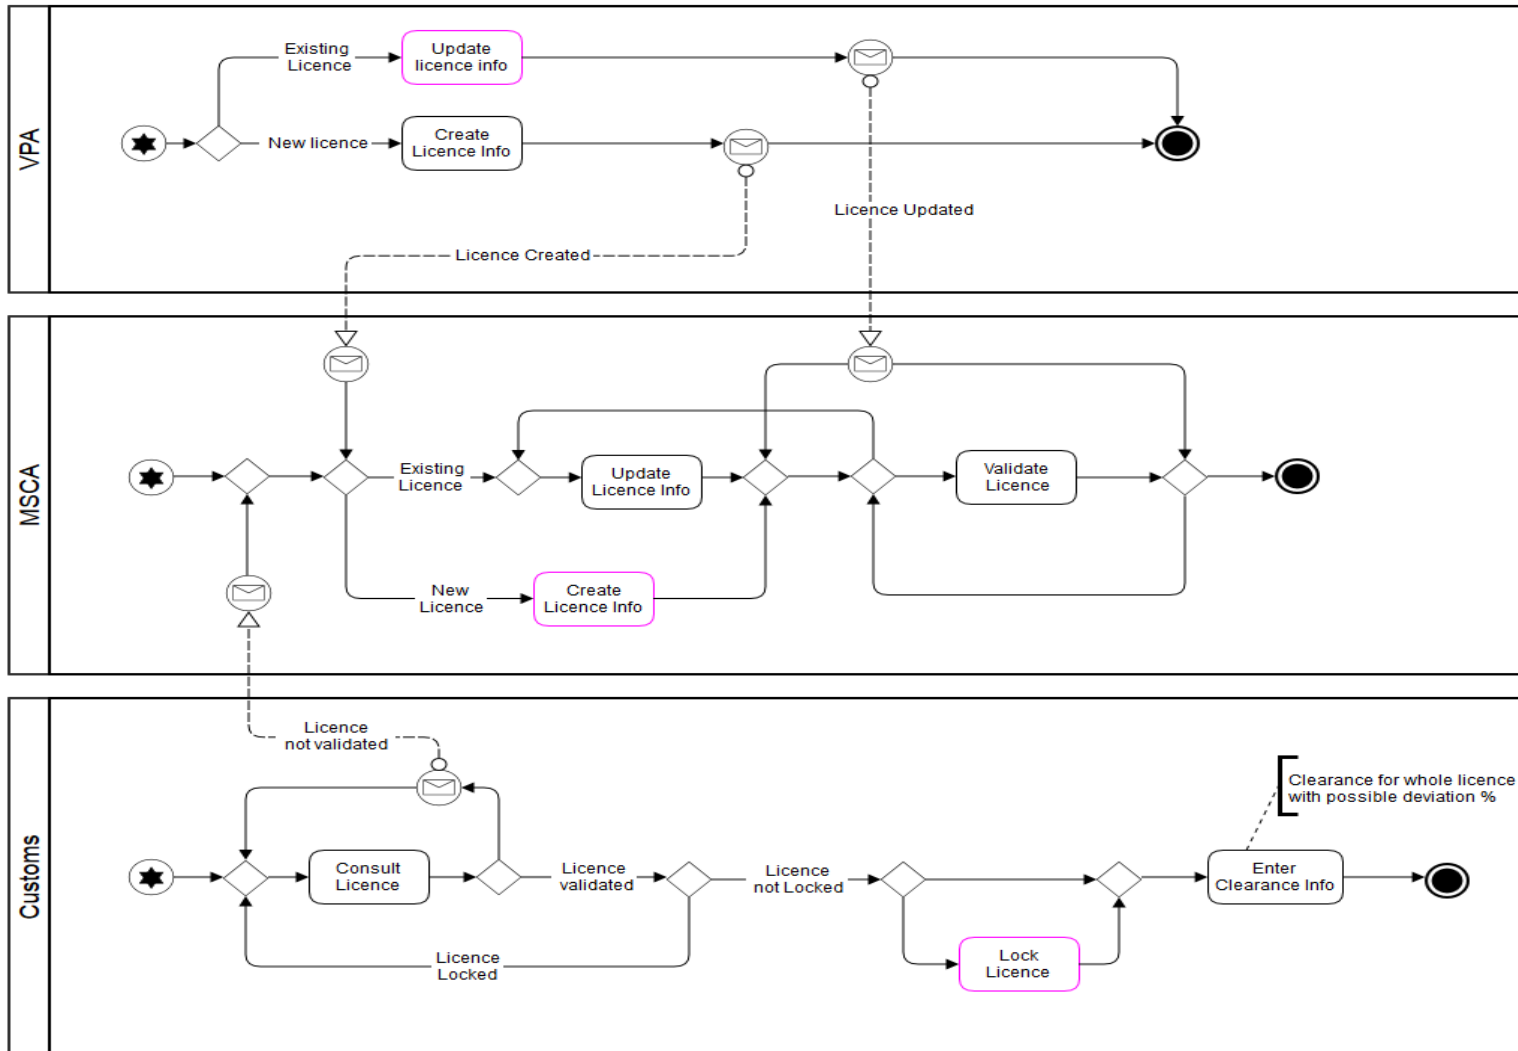 VPA
Existing
Licence
Update
licence info
New licence
Create
Licence Info
Licence Updated
Licence Created
MSCA
Existing
Licence
Update
Licence Info
Validate
Licence
New
Licence
Create
Licence Info
Customs
Licence
not validated
Clearance for whole licence
with possible deviation %
Consult
Licence
Licence
validated
Licence
not Locked
Enter
Clearance Info
Licence
Locked
Lock
Licence